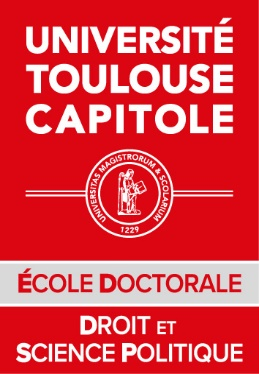 UNIVERSITÉ
TOULOUSE
CAPITOLE
UNIVERSITAS MAGISTRORUM & SCOLARIUM
1229
ÉCOLE DOCTORALE
DROIT ET
SCIENCE POLITIQUE